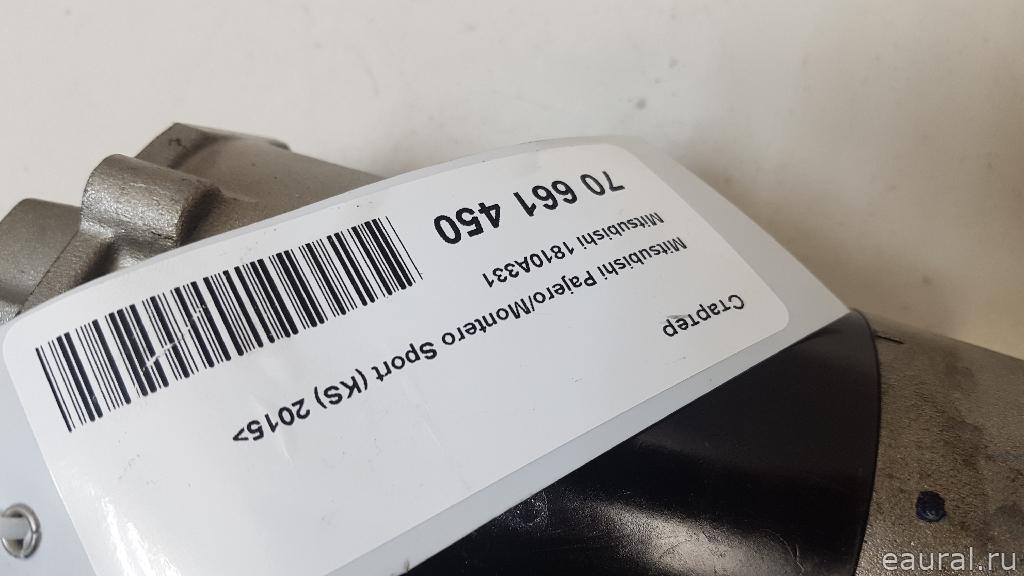 70 661 450
Mitsubishi 1810A331
Mitsubishi Pajero/Montero Sport (KS) 2015>
Стартер
eaural.ru